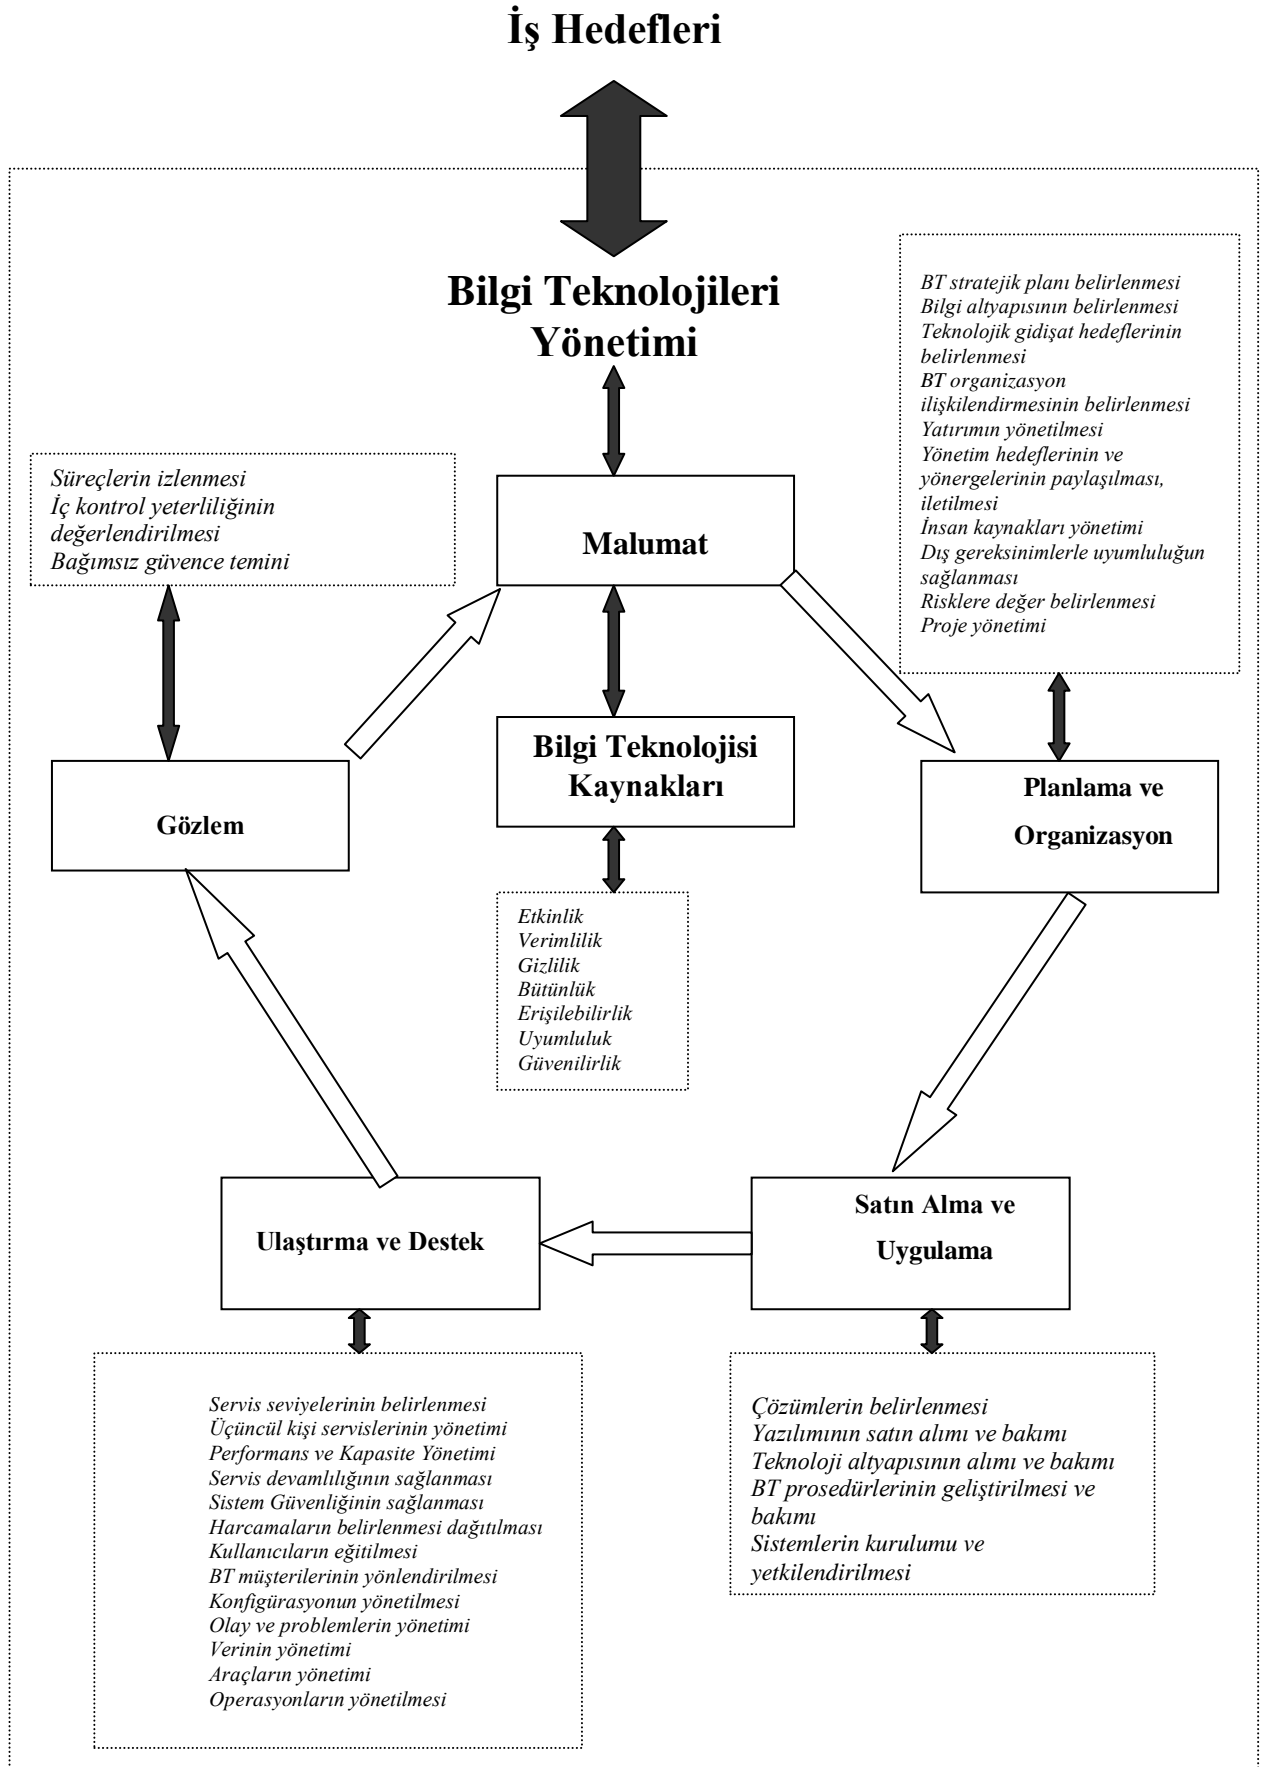 İş Hedefleri
Bilgi Teknolojileri
Yönetimi
BT stratejik planı belirlenmesi
Bilgi altyapısının belirlenmesi
Teknolojik gidişat hedeflerinin
belirlenmesi
BT organizasyon
ilişkilendirmesinin belirlenmesi
Yatırımın yönetilmesi
Yönetim hedeflerinin ve
yönergelerinin paylaşılması,
iletilmesi
İnsan kaynakları yönetimi
Dış gereksinimlerle uyumluluğun
sağlanması
Risklere değer belirlenmesi
Proje yönetimi
Süreçlerin izlenmesi
İç kontrol yeterliliğinin
değerlendirilmesi
Bağımsız güvence temini
Malumat
Bilgi Teknolojisi
Kaynakları
Gözlem
Planlama ve
Organizasyon
Etkinlik
Verimlilik
Gizlilik
Bütünlük
Erişilebilirlik
Uyumluluk
Güvenilirlik
Ulaştırma ve Destek
Satın Alma ve
Uygulama
Servis seviyelerinin belirlenmesi
Üçüncül kişi servislerinin yönetimi
Performans ve Kapasite Yönetimi
Servis devamlılığının sağlanması
Sistem Güvenliğinin sağlanması
Harcamaların belirlenmesi dağıtılması
Kullanıcıların eğitilmesi
BT müşterilerinin yönlendirilmesi
Konfigürasyonun yönetilmesi
Olay ve problemlerin yönetimi
Verinin yönetimi
Araçların yönetimi
Operasyonların yönetilmesi
Çözümlerin belirlenmesi
Yazılımının satın alımı ve bakımı
Teknoloji altyapısının alımı ve bakımı
BT prosedürlerinin geliştirilmesi ve
bakımı
Sistemlerin kurulumu ve
yetkilendirilmesi